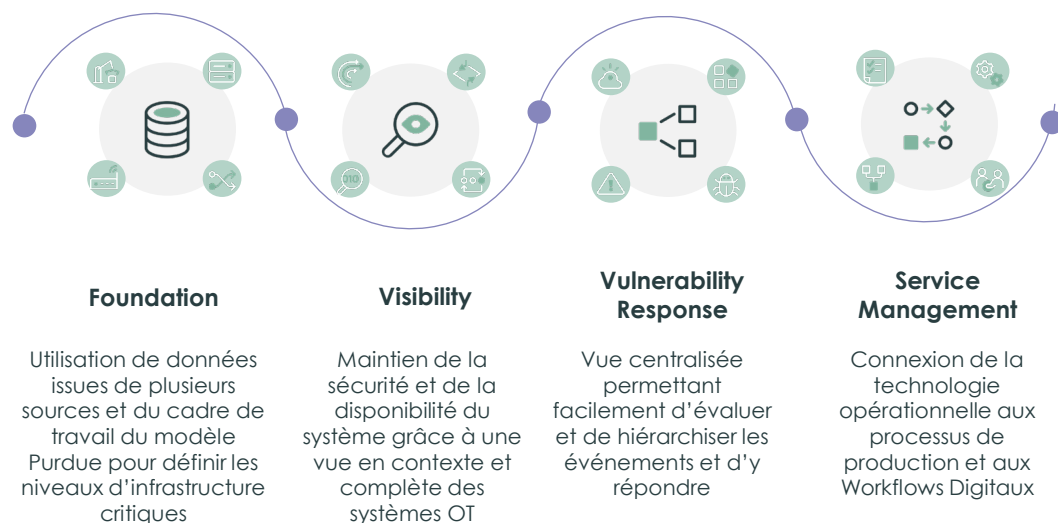 010
Foundation
Utilisation de données
issues de plusieurs
sources et du cadre de
travail du modèle
Purdue pour définir les
niveaux d’infrastructure
critiques
Visibility
Maintien de la
sécurité et de la
disponibilité du
système grâce à une
vue en contexte et
complète des
systèmes OT
Vulnerability
Response
Vue centralisée
permettant
facilement d’évaluer
et de hiérarchiser les
événements et d’y
répondre
Service
Management
Connexion de la
technologie
opérationnelle aux
processus de
production et aux
Workflows Digitaux